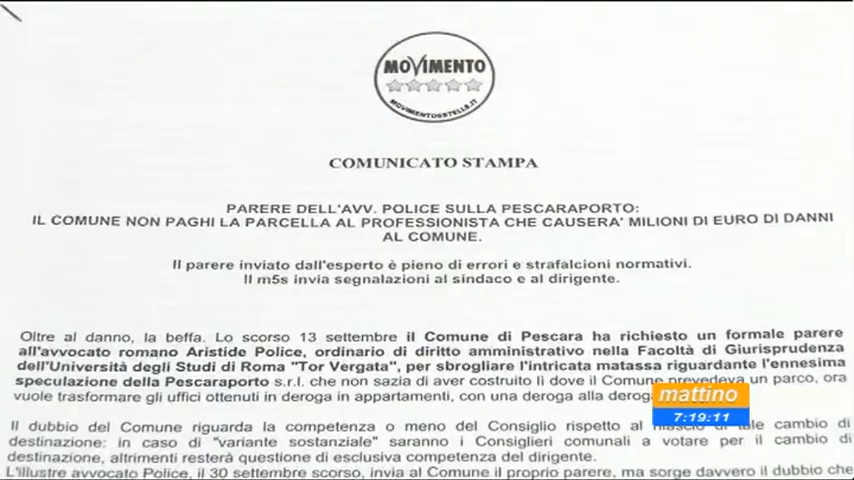 MOVIMENTO
MOVIMENTO5STELLE.IT
COMUNICATO STAMPA
PARERE DELL'AVV. POLICE SULLA PESCARAPORTO:
IL COMUNE NON PAGHI LA PARCELLA AL PROFESSIONISTA CHE CAUSERA' MILIONI DI EURO DI DANNI
AL COMUNE.
Il parere inviato dall'esperto è pieno di errori e strafalcioni normativi.
Il m5s invia segnalazioni al sindaco e al dirigente.
Oltre al danno, la beffa. Lo scorso 13 settembre il Comune di Pescara ha richiesto un formale parere
all'avvocato romano Aristide Police, ordinario di diritto amministrativo nella Facoltà di Giurisprudenza
dell'Università degli Studi di Roma "Tor Vergata", per sbrogliare l'intricata matassa riguardante l'ennesima
speculazione della Pescaraporto s.r.l. che non sazia di aver costruito lì dove il Comune prevedeva un parco, ora
vuole trasformare gli uffici ottenuti in deroga in appartamenti, con una deroga alla deroga
mattino
7:19:11
Il dubbio del Comune riguarda la competenza o meno del Consiglio rispetto al tale cambio di
destinazione: in caso di "variante sostanziale" saranno i Consiglieri comunali a votare per il cambio di
destinazione, altrimenti resterà questione di esclusiva competenza del dirigente.
L'illustre avvocato Police, il 30 settembre scorso, invia al Comune il proprio parere, ma sorge davvero il dubbio che